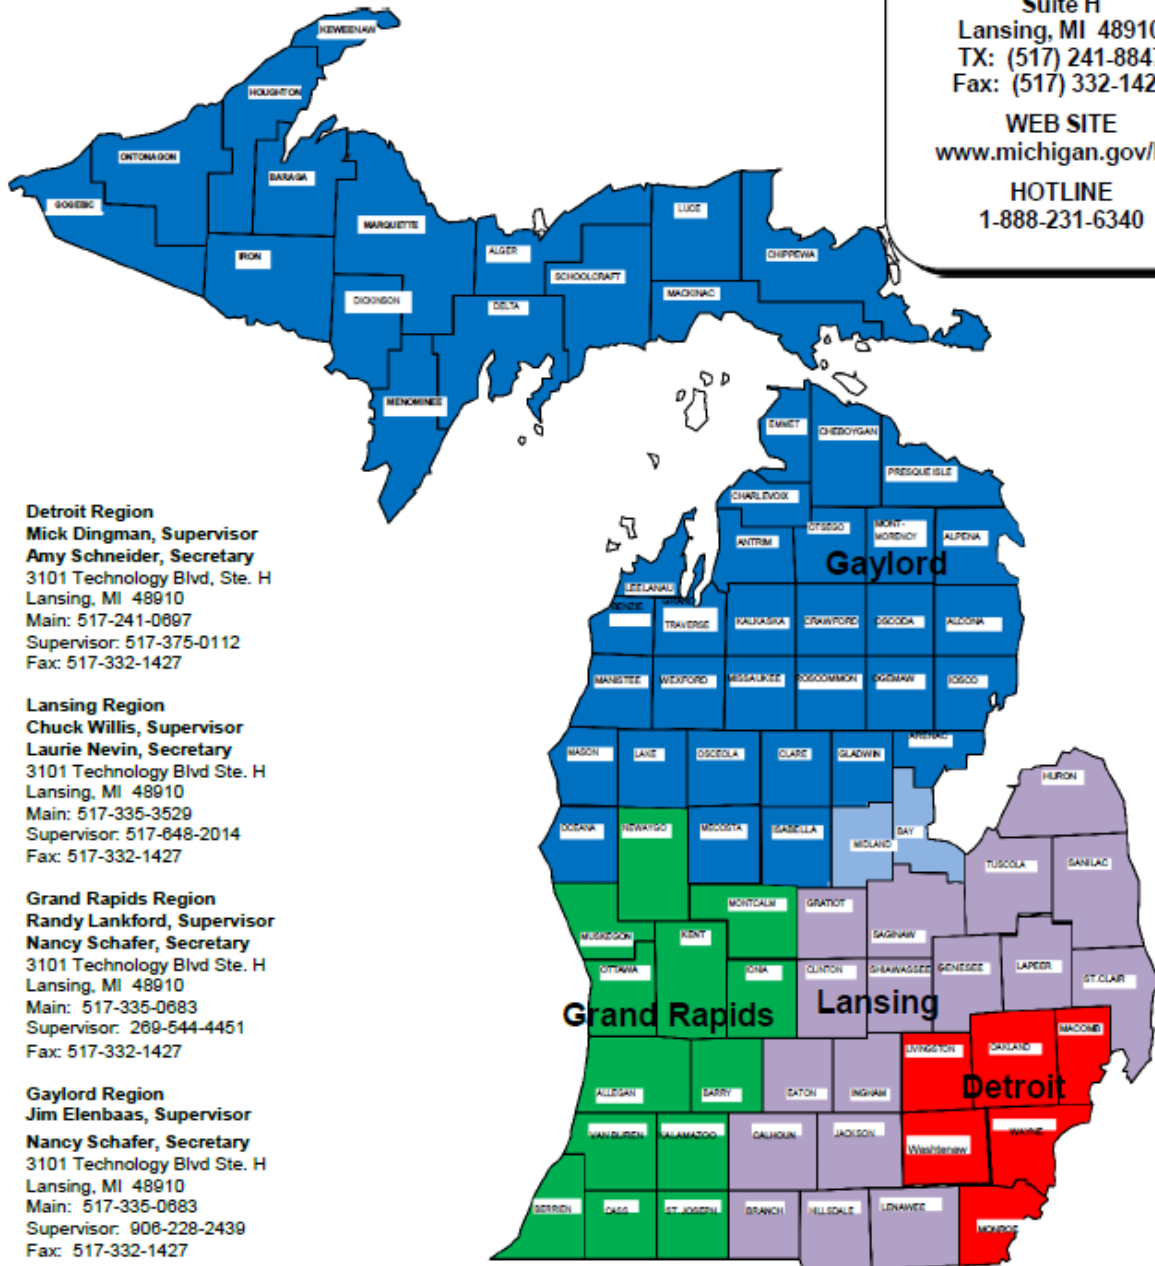 Suite H
Lansing, MI 48910
TX: (517) 241-884
Fax: (517) 332-142
WEB SITE
www.michigan.gov/
HOTLINE
1-888-231-6340
KEWEENAW
HOUGHTON
ONTONAGON
BARAGA
GOGEBIC
MARQUETTE
LUCE
IRON
ALGER
CHIPPEWA
SCHOOLCRAFT
DICKINSON
MACKINAC
DELTA
MENOMINEE
EMMET
CHEBOYGAN
PRESQUE ISLE
CHARLEVOIX
OTSEGO
MONT-
MORENCY
ANTRIM
ALPENA
Gaylord
LEELANAU
BENZIE
GRAND
TRAVERSE
KALKASKA
CRAWFORD
OSCODA
ALCONA
MANISTEE
WEXFORD
MISSAUKEE
ROSCOMMON
OGEMAW
IOSCO
MASON
LAKE
OSCEOLA
CLARE
GLADWIN
ARENAC
HURON
OCEANA
NEWAYGO
MECOSTA
ISABELLA
MIDLAND
BAY
TUSCOLA
SANILAC
MONTCALM
GRATIOT
MUSKEGON
KENT
SAGINAW
OTTAWA
IONIA
CLINTON
SHIAWASSEE
GENESEE
LAPEER
ST. CLAIR
Grand Rapids
Lansing
MACOMB
LIVINGSTON
OAKLAND
Detroit
ALLEGAN
BARRY
EATON
INGHAM
VAN BUREN
KALAMAZOO
CALHOUN
JACKSON
Washtenaw
WAYNE
BERRIEN
CASS
ST. JOSEPH
BRANCH
HILLSDALE
LENAWEE
MONROE
Detroit Region
Mick Dingman, Supervisor
Amy Schneider, Secretary
3101 Technology Blvd, Ste. H
Lansing, MI 48910
Main: 517-241-0697
Supervisor: 517-375-0112
Fax: 517-332-1427
Lansing Region
Chuck Willis, Supervisor
Laurie Nevin, Secretary
3101 Technology Blvd Ste. H
Lansing, MI 48910
Main: 517-335-3529
Supervisor: 517-648-2014
Fax: 517-332-1427
Grand Rapids Region
Randy Lankford, Supervisor
Nancy Schafer, Secretary
3101 Technology Blvd Ste. H
Lansing, MI 48910
Main: 517-335-0683
Supervisor: 269-544-4451
Fax: 517-332-1427
Gaylord Region
Jim Elenbaas, Supervisor
Nancy Schafer, Secretary
3101 Technology Blvd Ste. H
Lansing, MI 48910
Main: 517-335-0683
Supervisor: 906-228-2439
Fax: 517-332-1427